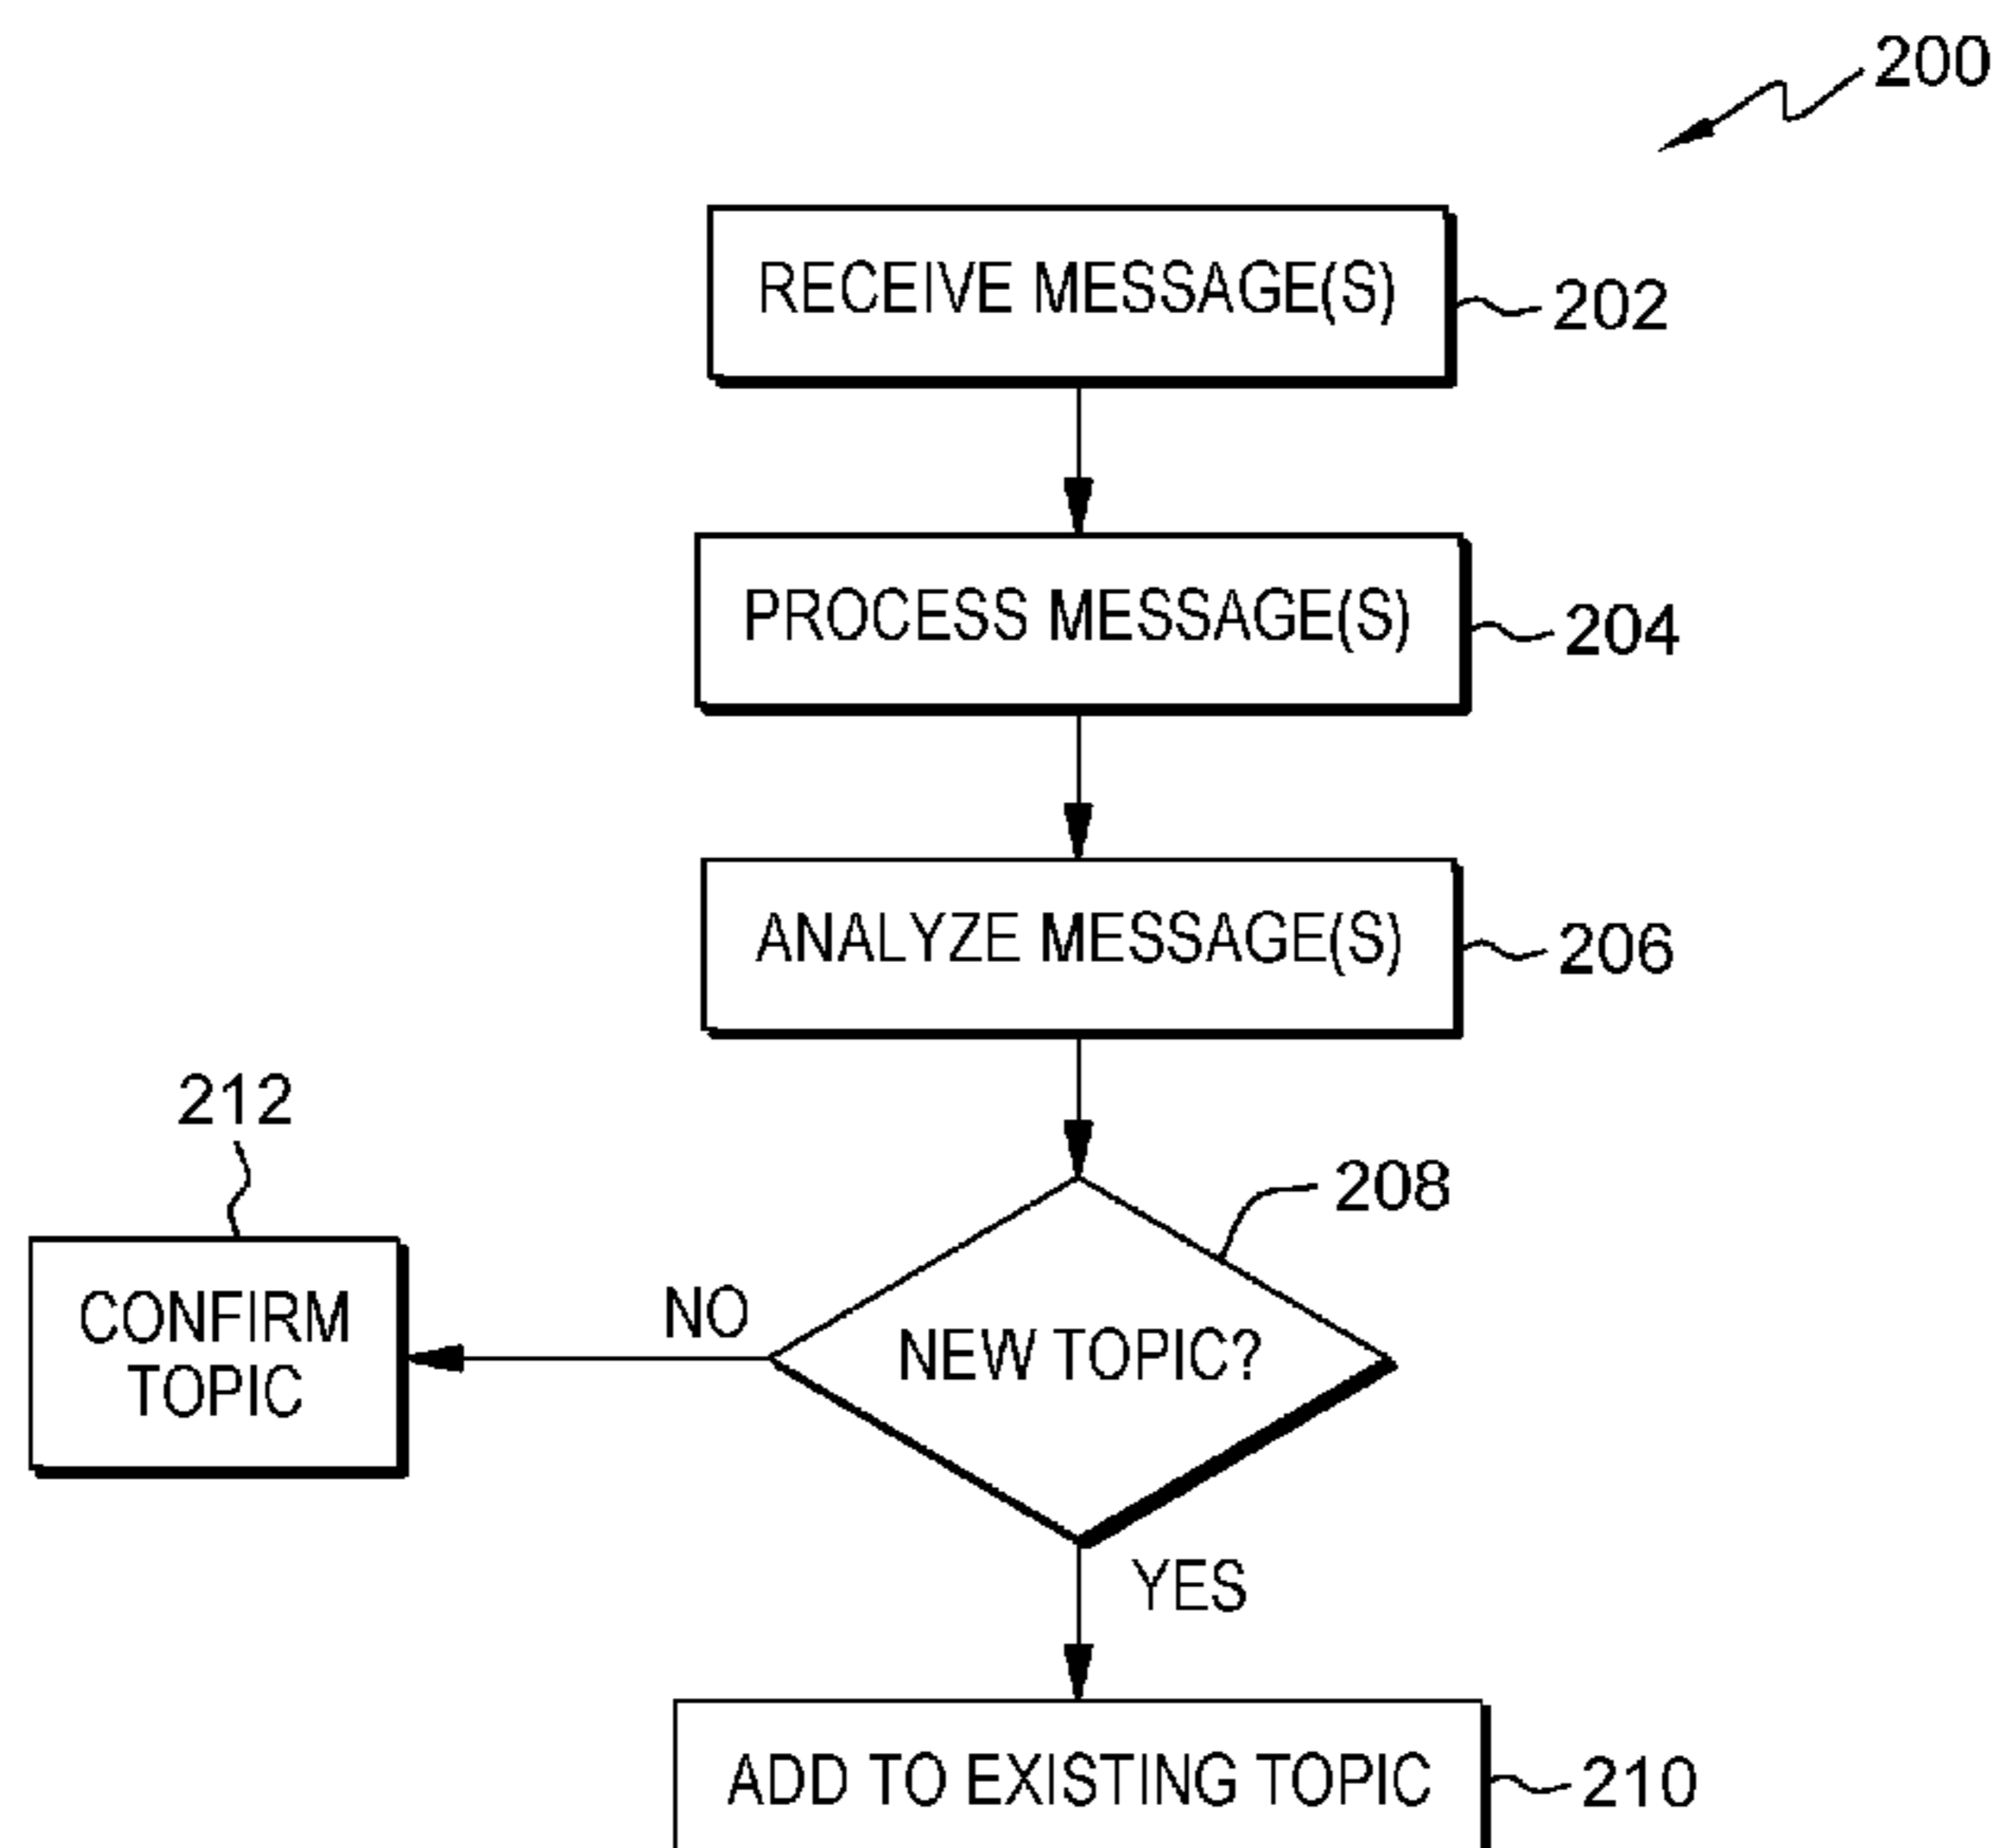 200
RECEIVE MESSAGE(S)
202
PROCESS MESSAGE(S)
204
ANALYZE MESSAGE(S)
206
212
208
CONFIRM
TOPIC
NO
NEW TOPIC?
YES
ADD TO EXISTING TOPIC
210